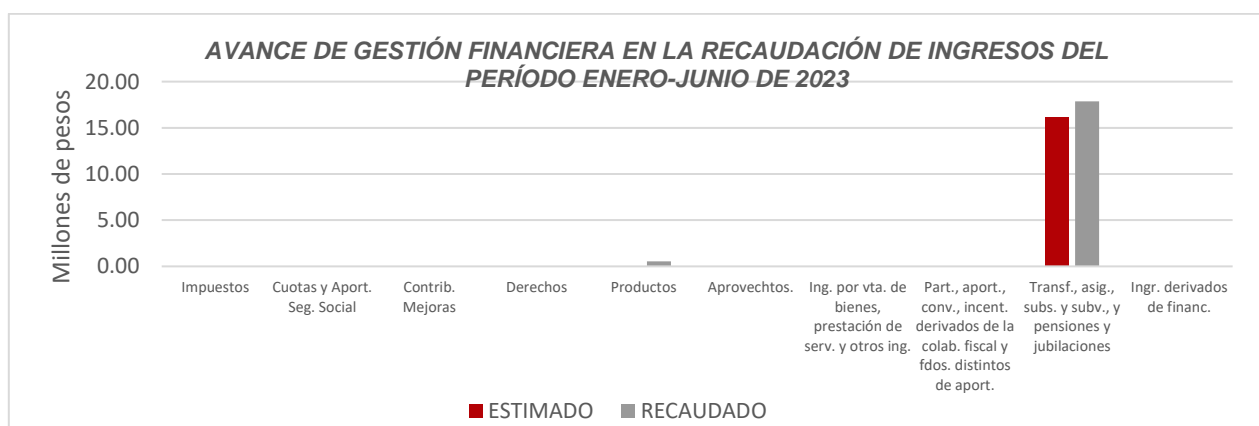 AVANCE DE GESTIÓN FINANCIERA EN LA RECAUDACIÓN DE INGRESOS DEL
PERÍODO ENERO-JUNIO DE 2023
Millones de pesos
20.00
15.00
10.00
5.00
0.00
Impuestos
Cuotas y Aport.
Seg. Social
Contrib.
Mejoras
Derechos
Productos
Aprovechtos.
Ing. por vta. de
bienes,
prestación de
serv. y otros ing.
Part., aport.,
conv., incent.
derivados de la
colab. fiscal y
fdos. distintos
de aport.
Transf., asig.,
subs. y subv., y
pensiones y
jubilaciones
Ingr. derivados
de financ.
ESTIMADO
RECAUDADO